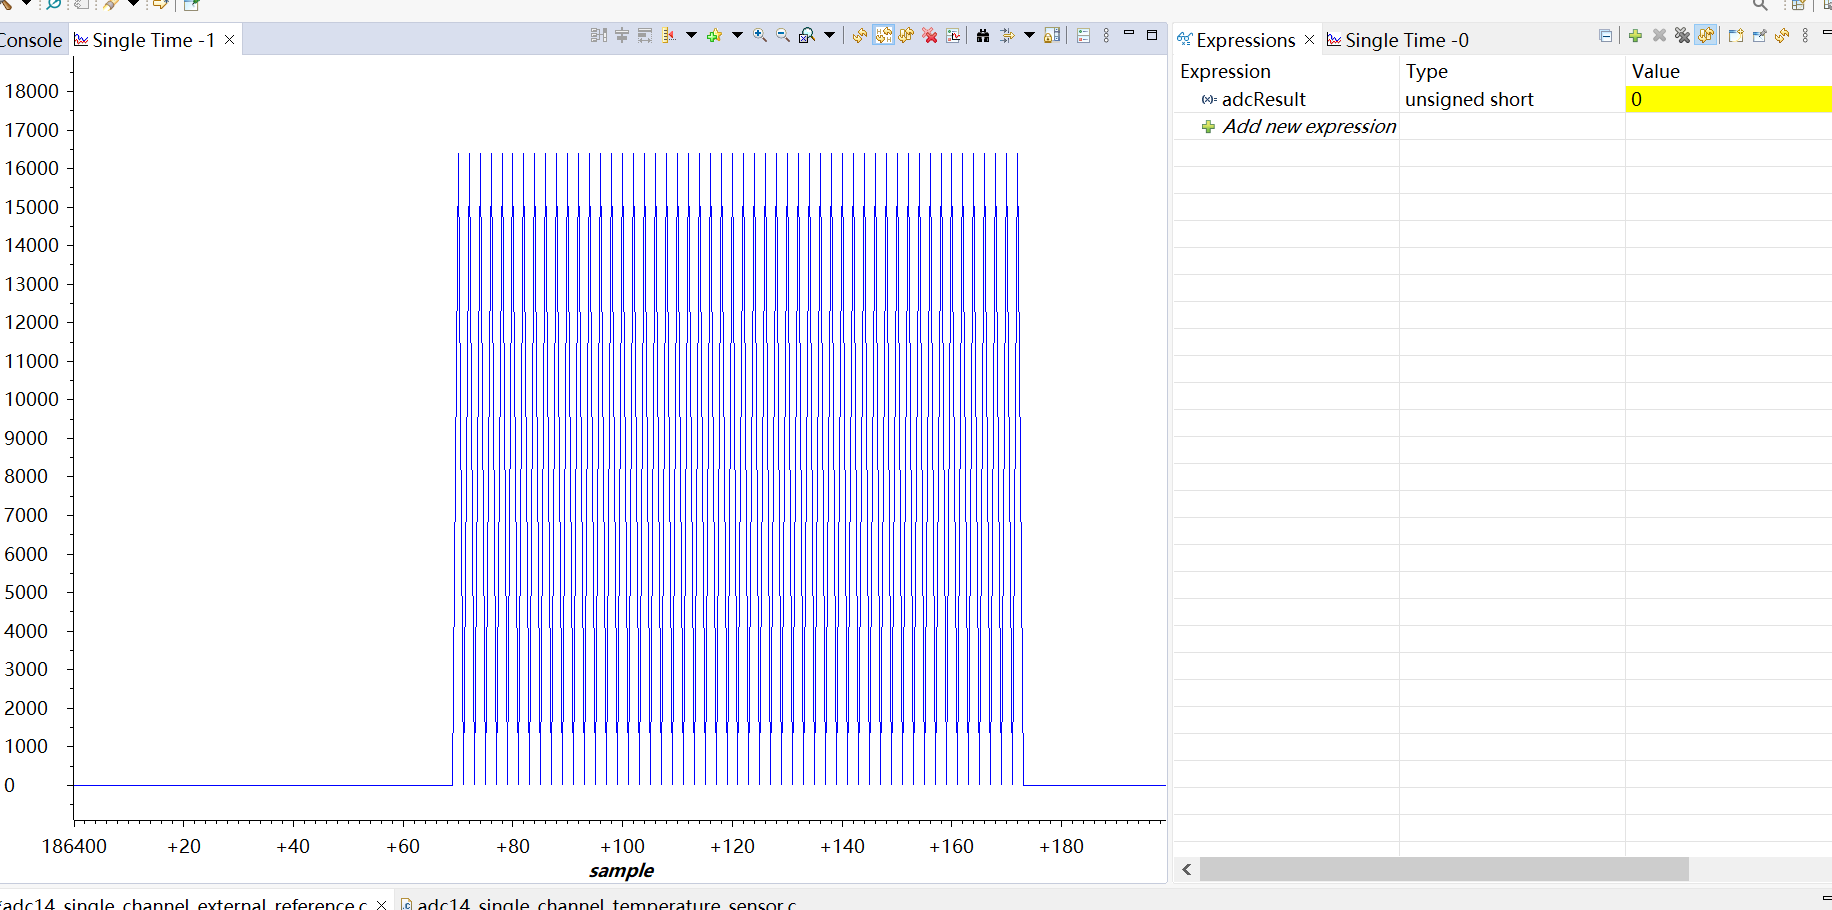 Console
Single Time -1
Expressions
Single Time -0
Expression
Type
Value
adcResult
unsigned short
0
Add new expression
18000
17000
16000
15000
14000
13000
12000
11000
10000
9000
8000
7000
6000
5000
4000
3000
2000
1000
0
186400
+20
+40
+60
+80
+100
+120
+140
+160
+180
sample
adc14_single_channel_external_reference.c
adc14_single_channel_temperature_sensor.c